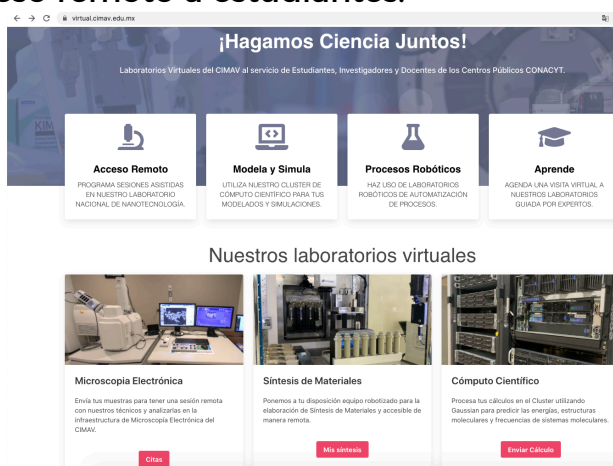 eso remoto a estudiantes.
virtual.cimav.edu.mx
¡Hagamos Ciencia Juntos!
Laboratorios Virtuales del CIMAV al servicio de Estudiantes, Investigadores y Docentes de los Centros Públicos CONACYT.
Acceso Remoto
PROGRAMA SESIONES ASISTIDAS
EN NUESTRO LABORATORIO
NACIONAL DE NANOTECNOLOGÍA.
Modela y Simula
UTILIZA NUESTRO CLUSTER DE
CÓMPUTO CIENTÍFICO PARA TUS
MODELADOS Y SIMULACIONES.
Procesos Robóticos
HAZ USO DE LABORATORIOS
ROBÓTICOS DE AUTOMATIZACIÓN
DE PROCESOS.
Aprende
AGENDA UNA VISITA VIRTUAL A
NUESTROS LABORATORIOS
GUIADA POR EXPERTOS.
Nuestros laboratorios virtuales
Microscopia Electrónica
Envía tus muestras para tener una sesión remota
con nuestros técnicos y analizarlas en la
infraestructura de Microscopía Electrónica del
CIMAV.
Citas
Síntesis de Materiales
Ponemos a tu disposición equipo robotizado para la
elaboración de Síntesis de Materiales y accesible de
manera remota.
Mis síntesis
Cómputo Científico
Procesa tus cálculos en el Cluster utilizando
Gaussian para predicir las energías, estructuras
moleculares y frecuencias de sistemas moleculares.
Enviar Cálculo